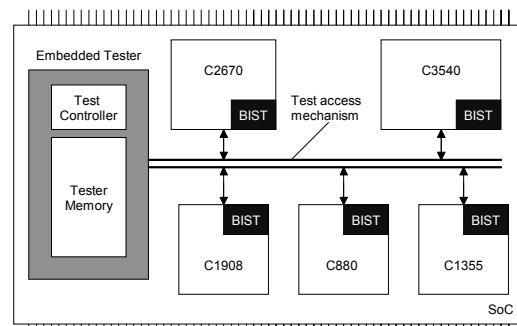 Embedded Tester
Test
Controller
Tester
Memory
C2670
BIST
Test access
mechanism
C3540
BIST
BIST
C1908
BIST
C880
BIST
C1355
SoC